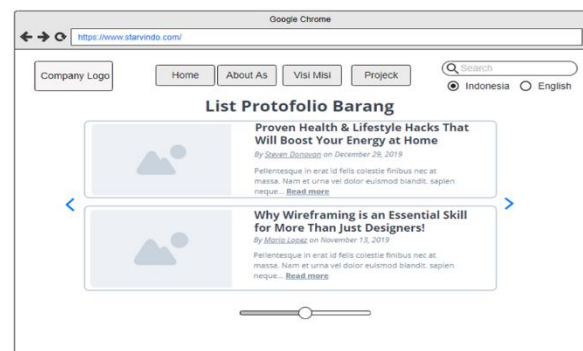 Google Chrome
https://www.starvindo.com/
Company Logo
Home
About As
Visi Misi
Projeck
Search
Indonesia
English
List Protofolio Barang
Proven Health & Lifestyle Hacks That
Will Boost Your Energy at Home
By Steven Donovan on December 29, 2019
Pellentesque in erat id felis colestie finibus nec at
massa. Nam et urna vel dolor euismod blandit. sapien
neque... Read more
Why Wireframing is an Essential Skill
for More Than Just Designers!
By Maria Lopez on November 13, 2019
Pellentesque in erat id felis colestie finibus nec at
massa. Nam et urna vel dolor euismod blandit. sapien
neque... Read more